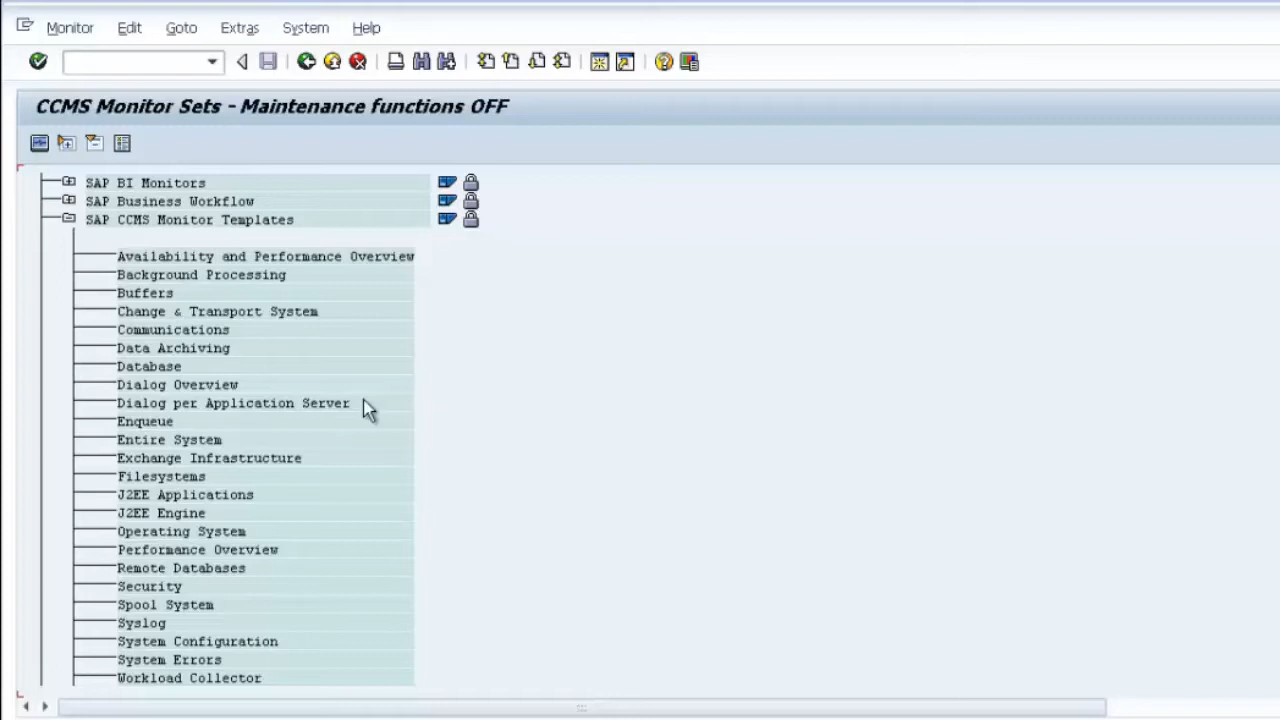 Monitor Edit Goto Extras System Help
CCMS Monitor Sets - Maintenance functions OFF
SAP BI Monitors
SAP Business Workflow
SAP CCMS Monitor Templates
Availability and Performance Overview
Background Processing
Buffers
Change & Transport System
Communications
Data Archiving
Database
Dialog Overview
Dialog per Application Server
Enqueue
Entire System
Exchange Infrastructure
Filesystems
J2EE Applications
J2EE Engine
Operating System
Performance Overview
Remote Databases
Security
Spool System
Syslog
System Configuration
System Errors
Workload Collector